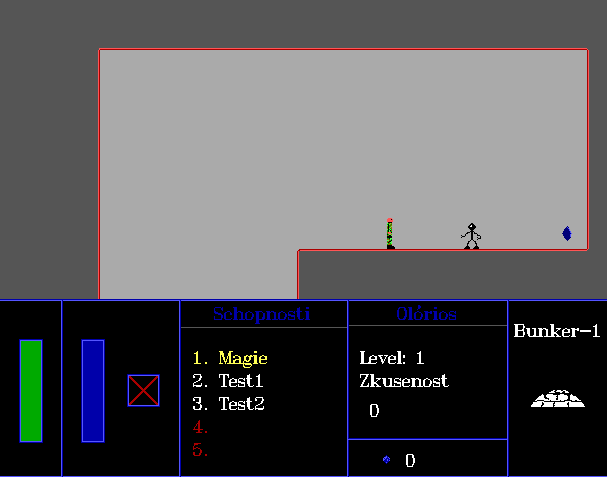 Schopnosti
1. Magie
2. Test1
3. Test2
4.
5.
Olórios
Level: 1
Zkusenost
0
0
Bunker-1